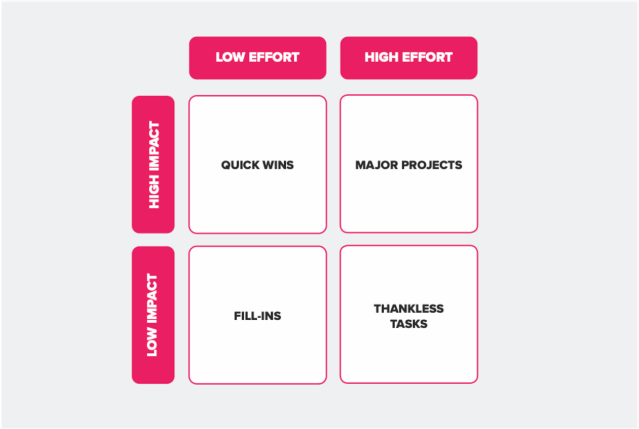 LOW EFFORT
HIGH EFFORT
HIGH IMPACT
QUICK WINS
MAJOR PROJECTS
LOW IMPACT
FILL-INS
THANKLESS
TASKS